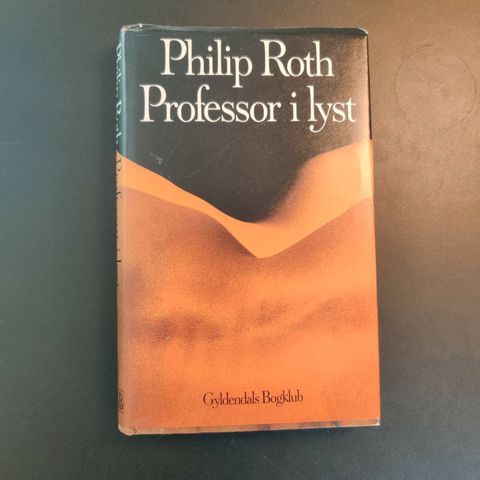 Philip Roth
Professor i lyst
Gyldendals Bogklub